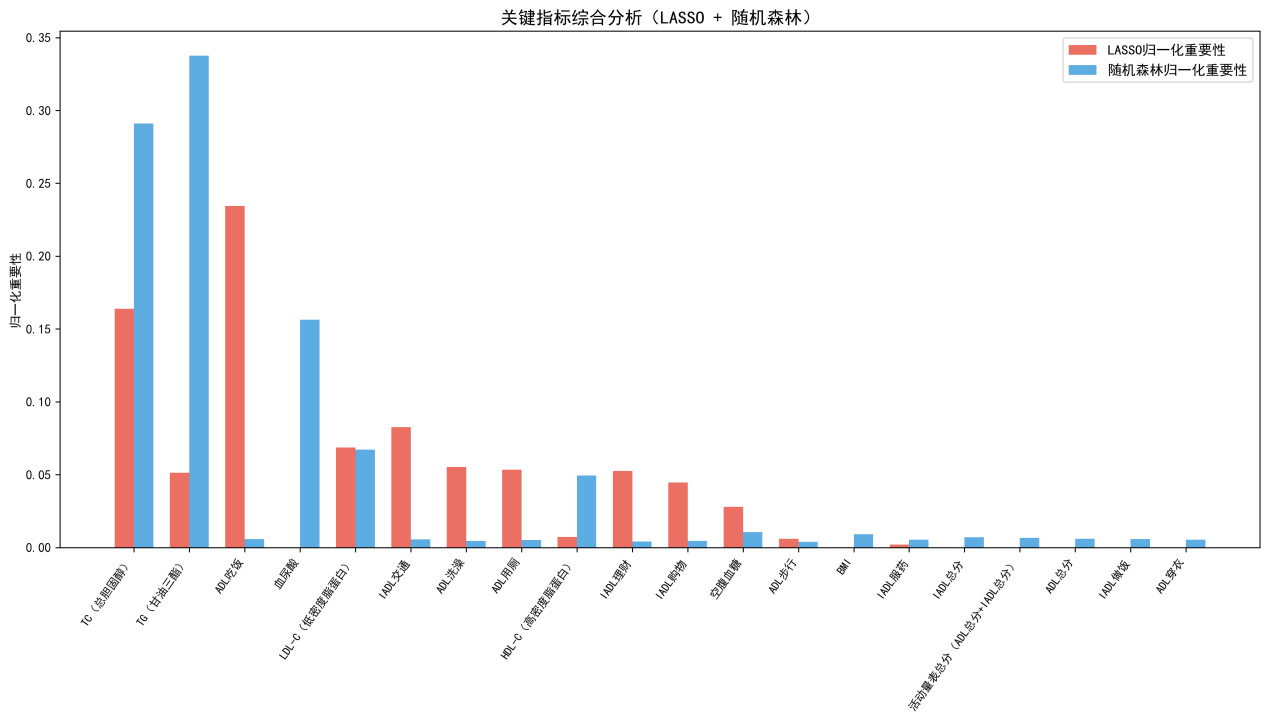 关键指标综合分析（LASSO + 随机森林）
LASSO归一化重要性
随机森林归一化重要性
归一化重要性
0.35
0.30
0.25
0.20
0.15
0.10
0.05
0.00
TC（总胆固醇）
TG（甘油三酯）
ADL吃饭
血尿酸
LDL-C（低密度脂蛋白）
IADL交通
ADL洗澡
ADL用厕
HDL-C（高密度脂蛋白）
IADL理财
IADL购物
空腹血糖
ADL步行
BMI
IADL服药
IADL总分
活动量表总分（ADL总分+IADL总分）
ADL总分
IADL做饭
ADL穿衣